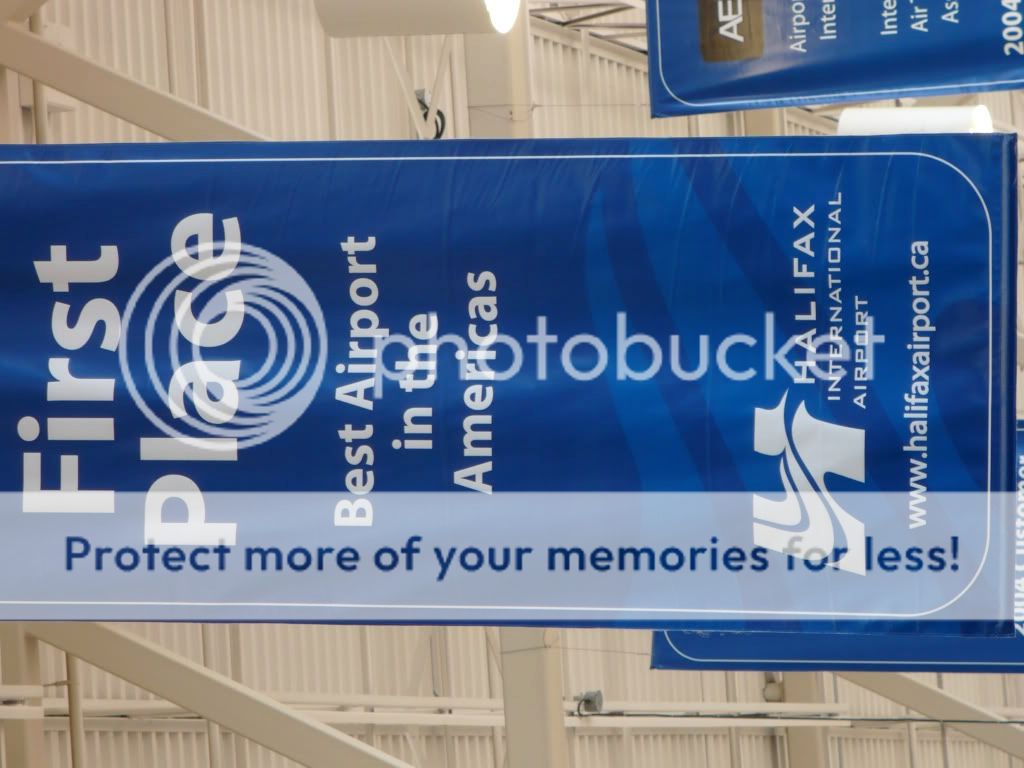 First
Place
Best Airport
in the
Americas
HALIFAX
INTERNATIONAL
AIRPORT
www.halifaxairport.ca
photobucket
Protect more of your memories for less!
2004